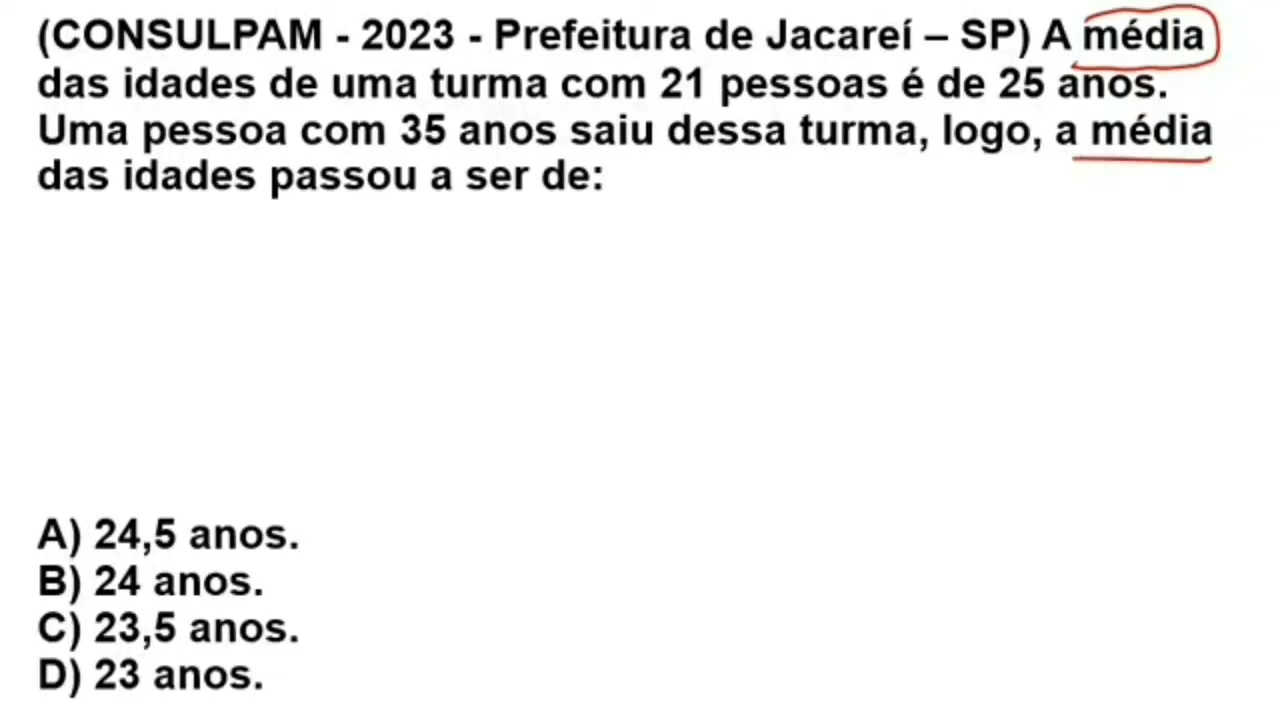 (CONSULPAM - 2023 - Prefeitura de Jacareí – SP) A média
das idades de uma turma com 21 pessoas é de 25 anos.
Uma pessoa com 35 anos saiu dessa turma, logo, a média
das idades passou a ser de:
A) 24,5 anos.
B) 24 anos.
C) 23,5 anos.
D) 23 anos.